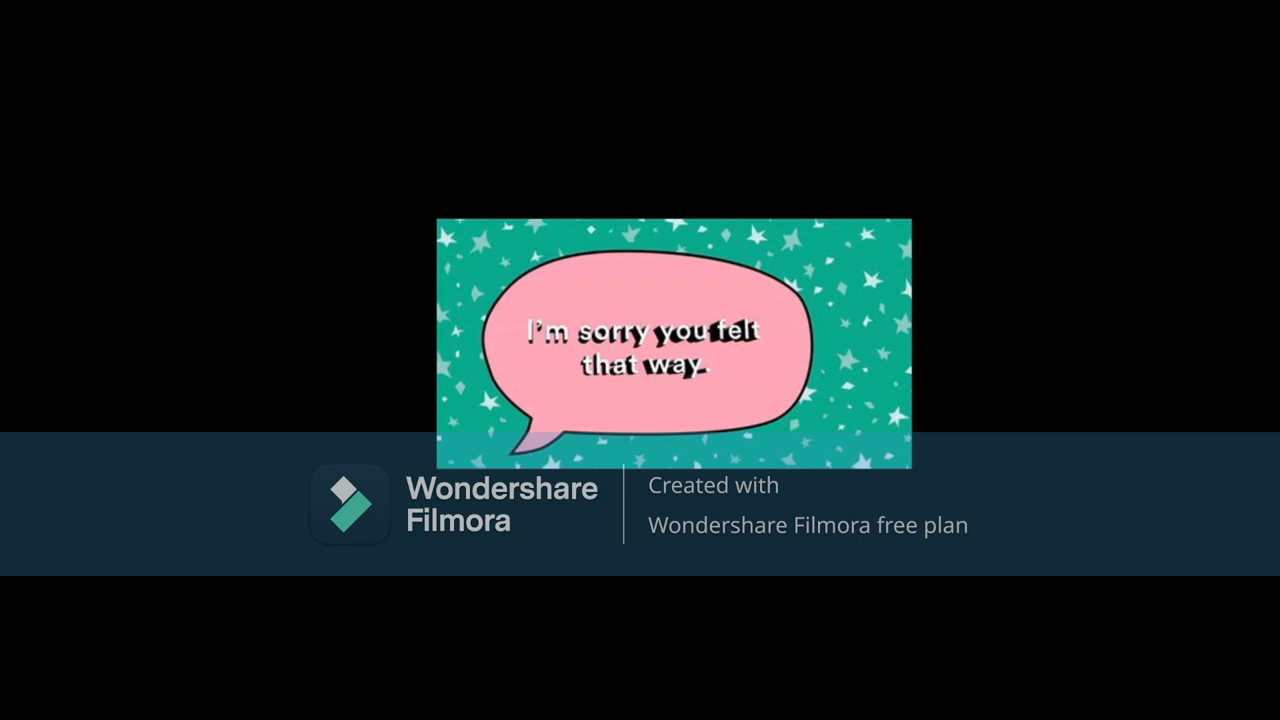 I'm sorry you felt
that way.
Wondershare
Filmora
Created with
Wondershare Filmora free plan